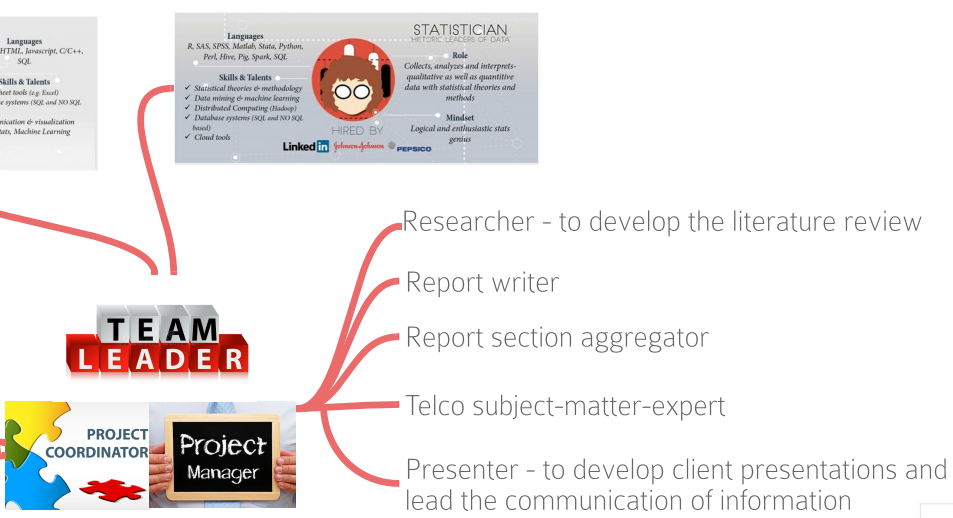 Languages
HTML, Javascript, C/C++,
SQL
Skills & Talents
sheet tools (e.g. Excel)
se systems (SQL and NO SQL
nication & visualization
tats, Machine Learning
Languages
R, SAS, SPSS, Matlab, Stata, Python,
Perl, Hive, Pig, Spark, SQL
Skills & Talents
✓ Statistical theories & methodology
✓ Data mining & machine learning
✓ Distributed Computing (Hadoop)
✓ Database systems (SQL and NO SQL
based)
✓ Cloud tools
STATISTICIAN
HISTORIC LEADERS OF DATA
Role
Collects, analyzes and interprets-
qualitative as well as quantitive
data with statistical theories and
methods
Mindset
Logical and enthusiastic stats
genius
HIRED BY
Linked in Johnson & Johnson PEPSICO
TEAM
LEADER
PROJECT
COORDINATOR
Project
Manager
Researcher - to develop the literature review
Report writer
Report section aggregator
Telco subject-matter-expert
Presenter - to develop client presentations and
lead the communication of information